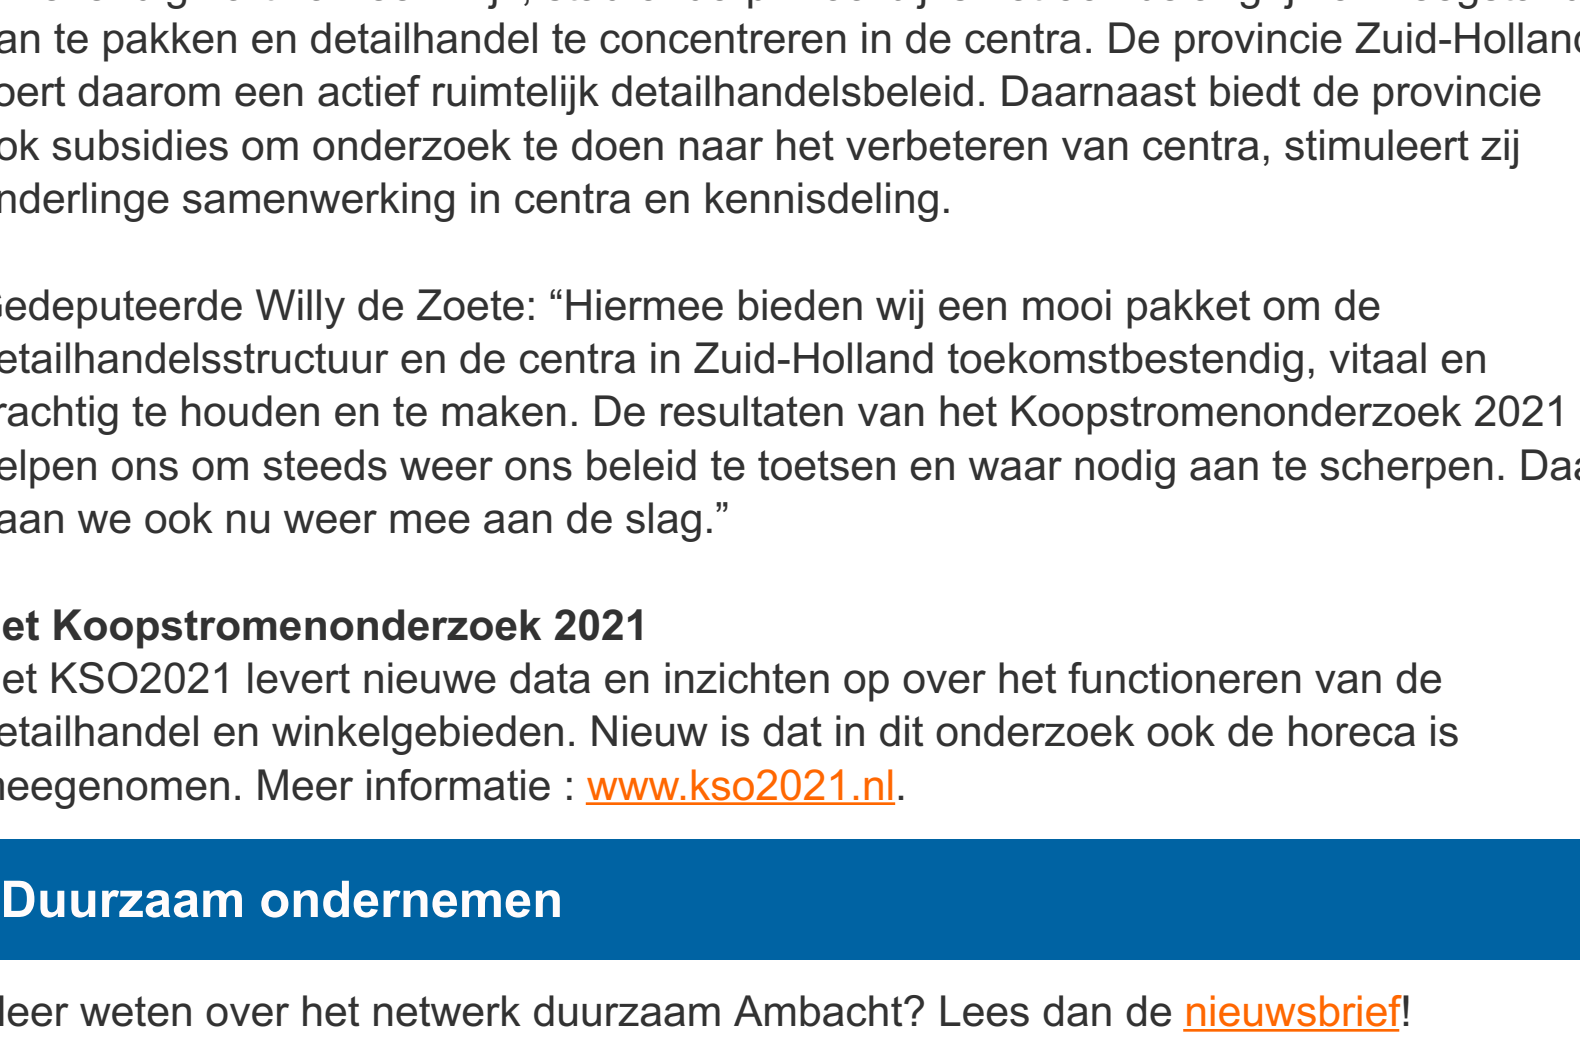 an te pakken en detailhandel te concentreren in de centra. De provincie Zuid-Holland
oert daarom een actief ruimtelijk detailhandelsbeleid. Daarnaast biedt de provincie
ok subsidies om onderzoek te doen naar het verbeteren van centra, stimuleert zij
nderlinge samenwerking in centra en kennisdeling.
Gedeputeerde Willy de Zoete: “Hiermee bieden wij een mooi pakket om de
etailhandelsstructuur en de centra in Zuid-Holland toekomstbestendig, vitaal en
rachtig te houden en te maken. De resultaten van het Koopstromenonderzoek 2021
elpen ons om steeds weer ons beleid te toetsen en waar nodig aan te scherpen. Daa
aan we ook nu weer mee aan de slag.”
et Koopstromenonderzoek 2021
et KSO2021 levert nieuwe data en inzichten op over het functioneren van de
etailhandel en winkelgebieden. Nieuw is dat in dit onderzoek ook de horeca is
meegenomen. Meer informatie : www.kso2021.nl.
Duurzaam ondernemen
Meer weten over het netwerk duurzaam Ambacht? Lees dan de nieuwsbrief!